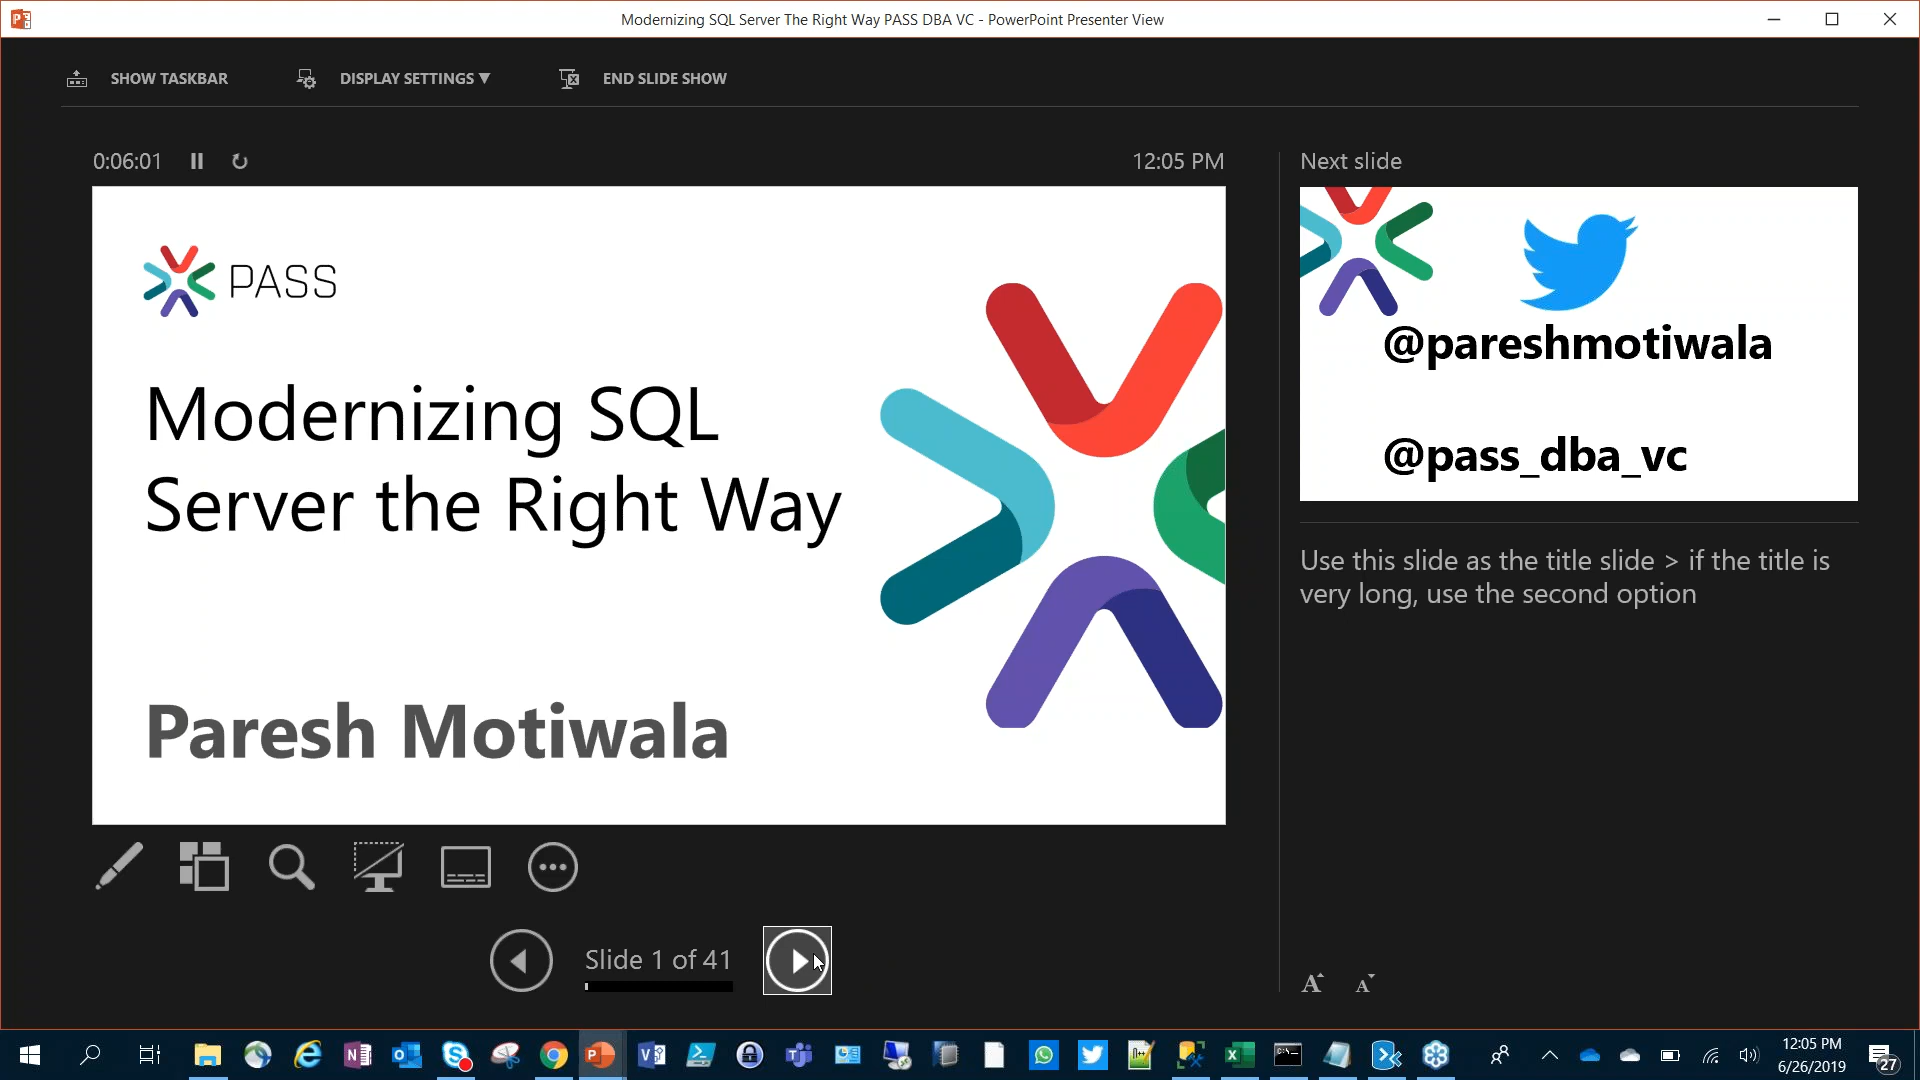 Modernizing SQL Server The Right Way PASS DBA VC - PowerPoint Presenter View
SHOW TASKBAR
DISPLAY SETTINGS ▼
END SLIDE SHOW
0:06:01
12:05 PM
Next slide
PASS
Modernizing SQL
Server the Right Way
Paresh Motiwala
@pareshmotiwala
@pass_dba_vc
Use this slide as the title slide > if the title is
very long, use the second option
Slide 1 of 41
A A
12:05 PM
6/26/2019
27